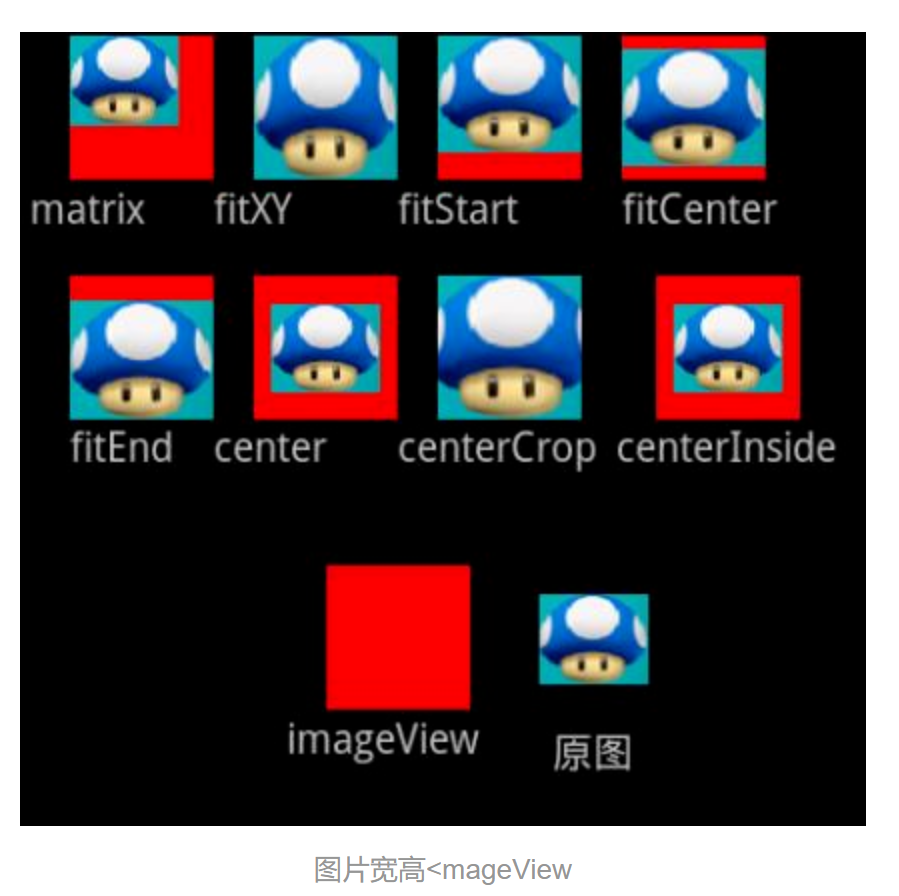 matrix fitXY fitStart fitCenter
fitEnd center centerCrop centerInside
imageView 原图
图片宽高<mageView